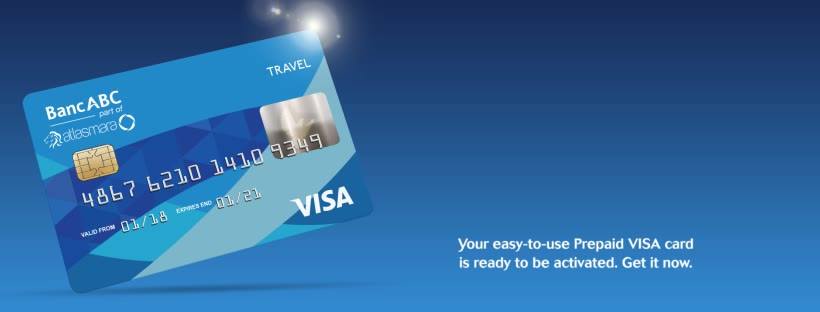 TRAVEL
BancABC
part of
atlasmara
4867 6210 1410 9349
VALID FROM 01/18 EXPIRES END 01/21
VISA
Your easy-to-use Prepaid VISA card
is ready to be activated. Get it now.